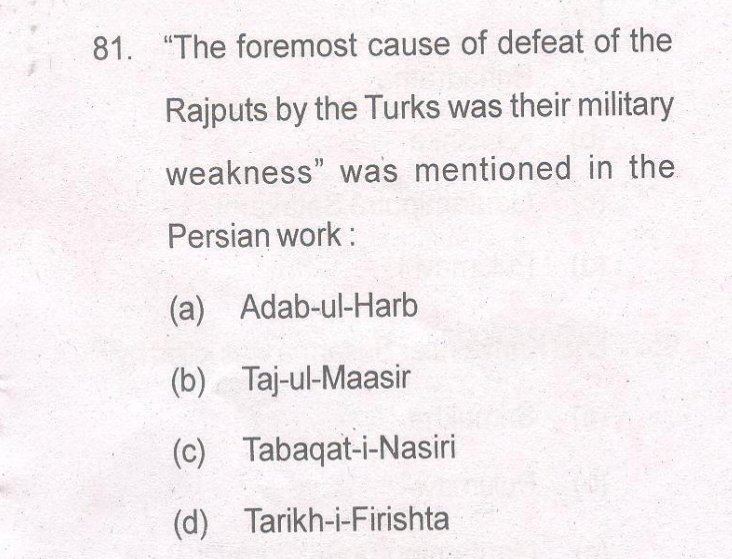 81. “The foremost cause of defeat of the
Rajputs by the Turks was their military
weakness” was mentioned in the
Persian work :
(a) Adab-ul-Harb
(b) Taj-ul-Maasir
(c) Tabaqat-i-Nasiri
(d) Tarikh-i-Firishta